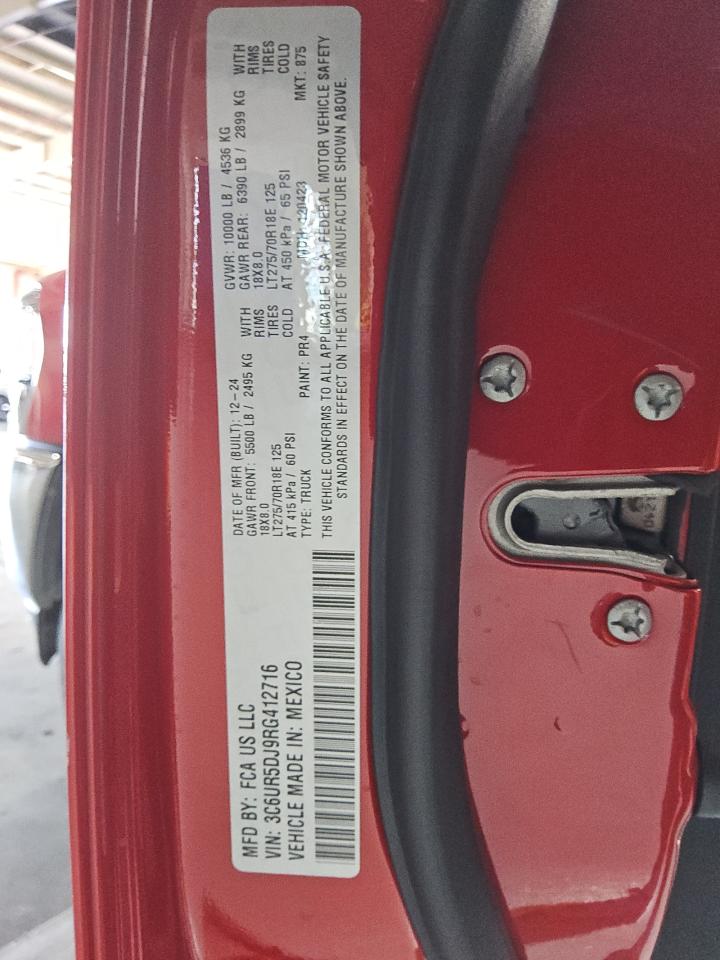 MFD BY: FCA US LLC
VIN: 3C6UR5DJ9RG412716
VEHICLE MADE IN: MEXICO
DATE OF MFR (BUILT): 12-24 GVWR: 10000 LB / 4536 KG
GAWR FRONT: 5500 LB / 2495 KG WITH GAWR REAR: 6390 LB / 2899 KG WITH
18X8.0 RIMS 18X8.0 RIMS
LT275/70R18E 125 TIRES LT275/70R18E 125 TIRES
AT 415 kPa / 60 PSI COLD AT 450 kPa / 65 PSI COLD
TYPE: TRUCK PAINT: PR4 MDH: 120423 MKT: 875
THIS VEHICLE CONFORMS TO ALL APPLICABLE U.S.A. FEDERAL MOTOR VEHICLE SAFETY
STANDARDS IN EFFECT ON THE DATE OF MANUFACTURE SHOWN ABOVE.